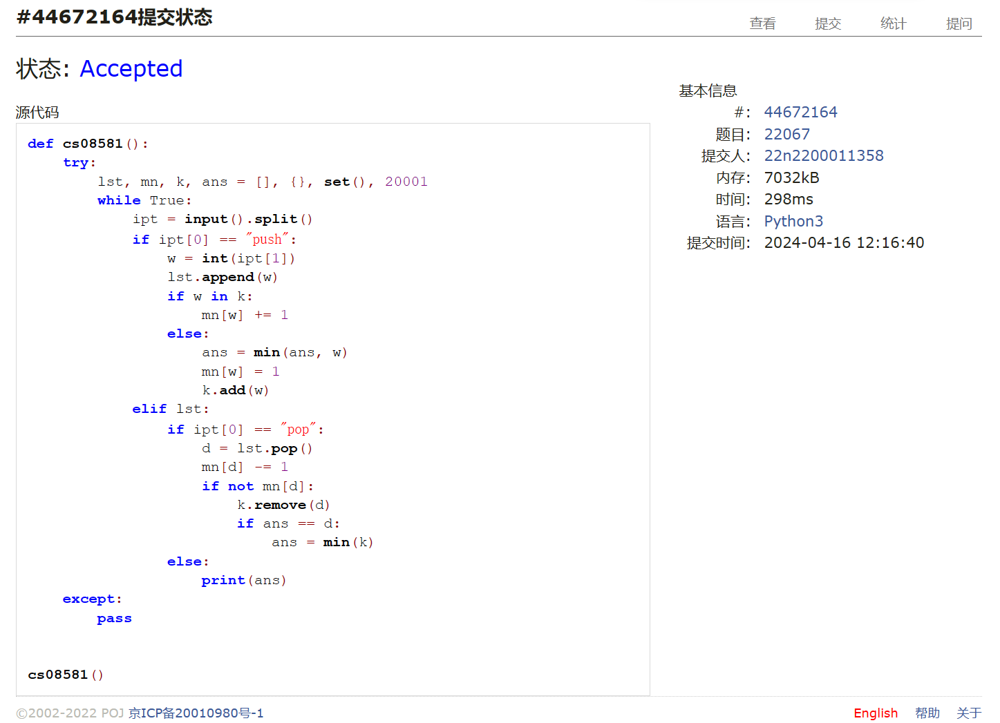 #44672164提交状态
查看 提交 统计 提问
状态: Accepted
源代码
def cs08581():
    try:
        lst, mn, k, ans = [], {}, set(), 20001
        while True:
            ipt = input().split()
            if ipt[0] == "push":
                w = int(ipt[1])
                lst.append(w)
                if w in k:
                    mn[w] += 1
                else:
                    ans = min(ans, w)
                    mn[w] = 1
                    k.add(w)
            elif lst:
                if ipt[0] == "pop":
                    d = lst.pop()
                    mn[d] -= 1
                    if not mn[d]:
                        k.remove(d)
                        if ans == d:
                            ans = min(k)
                else:
                    print(ans)
    except:
        pass
cs08581()
基本信息
#: 44672164
题目: 22067
提交人: 22n2200011358
内存: 7032kB
时间: 298ms
语言: Python3
提交时间: 2024-04-16 12:16:40
©2002-2022 POJ 京ICP备20010980号-1
English 帮助 关于